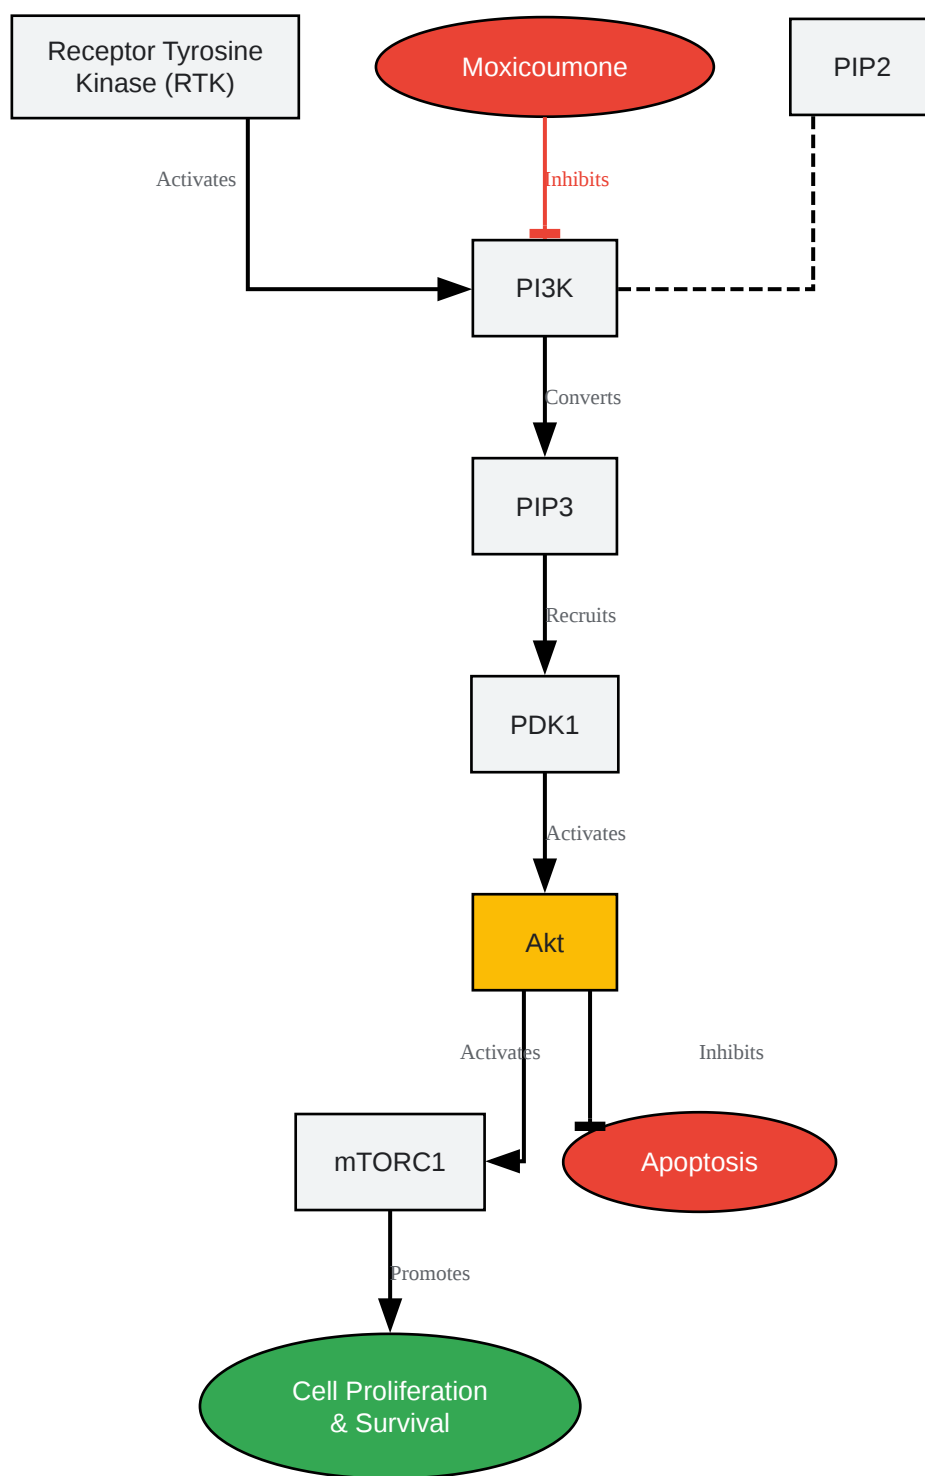 Receptor Tyrosine
Kinase (RTK)
Moxicoumone
PIP2
Activates
Inhibits
PI3K
Converts
PIP3
Recruits
PDK1
Activates
Akt
Activates
Inhibits
mTORC1
Apoptosis
Promotes
Cell Proliferation
& Survival